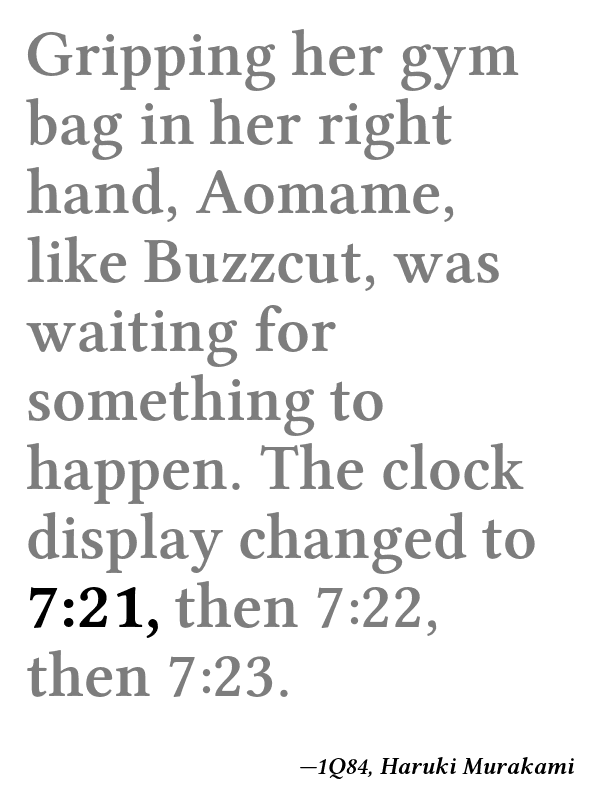 Gripping her gym
bag in her right
hand, Aomame,
like Buzzcut, was
waiting for
something to
happen. The clock
display changed to
7:21, then 7:22,
then 7:23.
—1Q84, Haruki Murakami